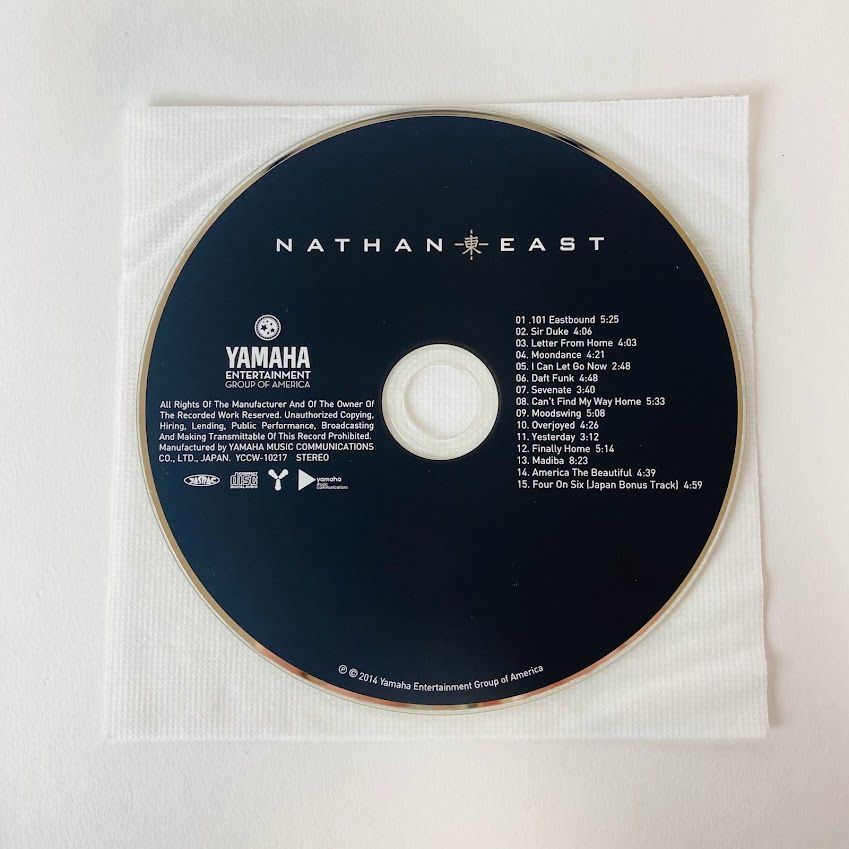 NATHAN 東 EAST
YAMAHA
ENTERTAINMENT
GROUP OF AMERICA
All Rights Of The Manufacturer And Of The Owner Of
The Recorded Work Reserved. Unauthorized Copying,
Hiring, Lending, Public Performance, Broadcasting
And Making Transmittable Of This Record Prohibited.
Manufactured by YAMAHA MUSIC COMMUNICATIONS
CO., LTD., JAPAN. YCCW-10217 STEREO
JASRAC
COMPACT
disc
DIGITAL AUDIO
yamaha
music
communications
01 .101 Eastbound 5:25
02. Sir Duke 4:06
03. Letter From Home 4:03
04. Moondance 4:21
05. I Can Let Go Now 2:48
06. Daft Funk 4:48
07. Sevenate 3:40
08. Can't Find My Way Home 5:33
09. Moodswing 5:08
10. Overjoyed 4:26
11. Yesterday 3:12
12. Finally Home 5:14
13. Madiba 8:23
14. America The Beautiful 4:39
15. Four On Six (Japan Bonus Track) 4:59
℗ © 2014 Yamaha Entertainment Group of America